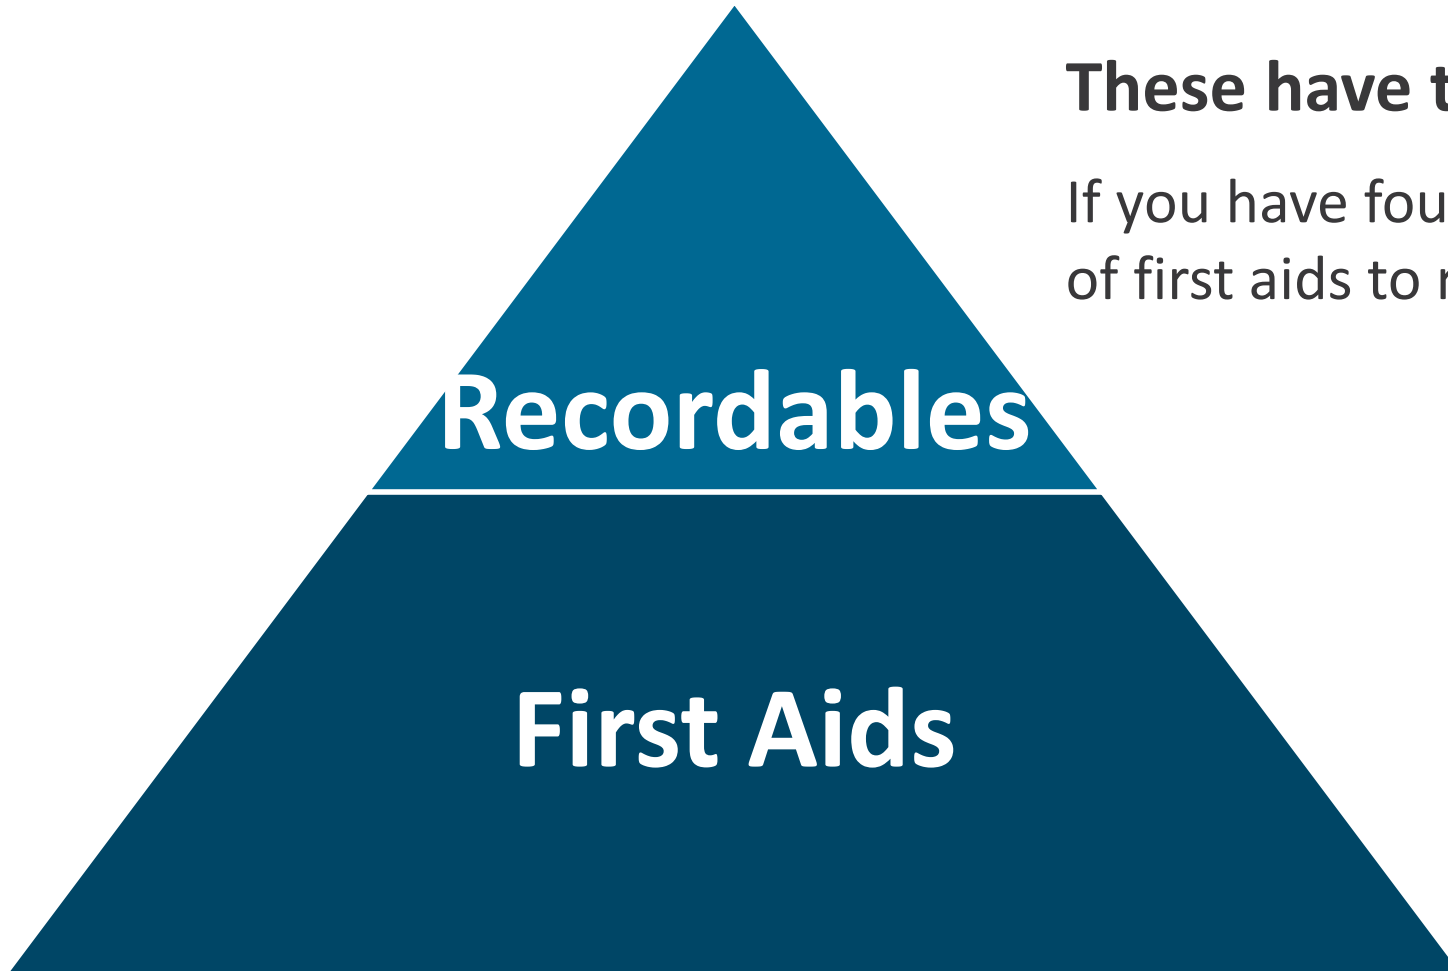 These have
If you have
of first aids to
Recordables
First Aids